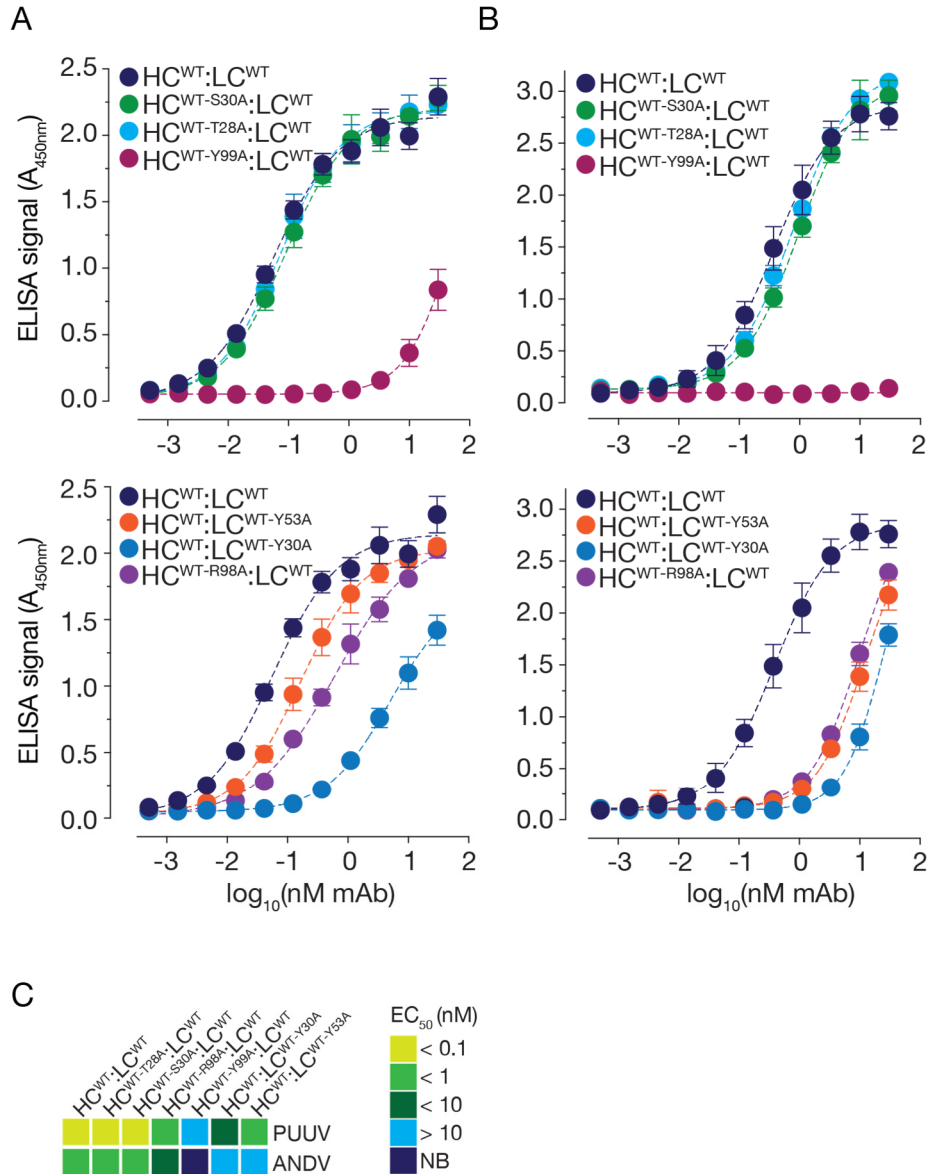 A
B
2.5
2.0
1.5
1.0
0.5
0.0
ELISA signal (A450nm)
HCWT:LCWT
HCWT-S30A:LCWT
HCWT-T28A:LCWT
HCWT-Y99A:LCWT
-3 -2 -1 0 1 2
3.0
2.5
2.0
1.5
1.0
0.5
0.0
HCWT:LCWT
HCWT-S30A:LCWT
HCWT-T28A:LCWT
HCWT-Y99A:LCWT
-3 -2 -1 0 1 2
2.5
2.0
1.5
1.0
0.5
0.0
ELISA signal (A450nm)
HCWT:LCWT
HCWT:LCWT-Y53A
HCWT:LCWT-Y30A
HCWT-R98A:LCWT
-3 -2 -1 0 1 2
log10(nM mAb)
3.0
2.5
2.0
1.5
1.0
0.5
0.0
HCWT:LCWT
HCWT:LCWT-Y53A
HCWT:LCWT-Y30A
HCWT-R98A:LCWT
-3 -2 -1 0 1 2
log10(nM mAb)
C
HCWT:LCWT
HCWT-T28A:LCWT
HCWT-S30A:LCWT
HCWT-R98A:LCWT
HCWT-Y99A:LCWT
HCWT:LCWT-Y30A
HCWT:LCWT-Y53A
PUUV
ANDV
EC50 (nM)
< 0.1
< 1
< 10
> 10
NB